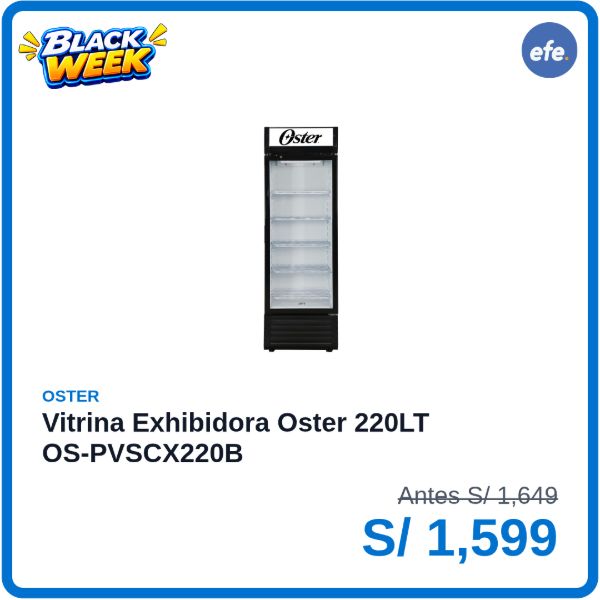 BLACK
WEEK
efe.
Oster
OSTER
Vitrina Exhibidora Oster 220LT
OS-PVSCX220B
Antes S/ 1,649
S/ 1,599